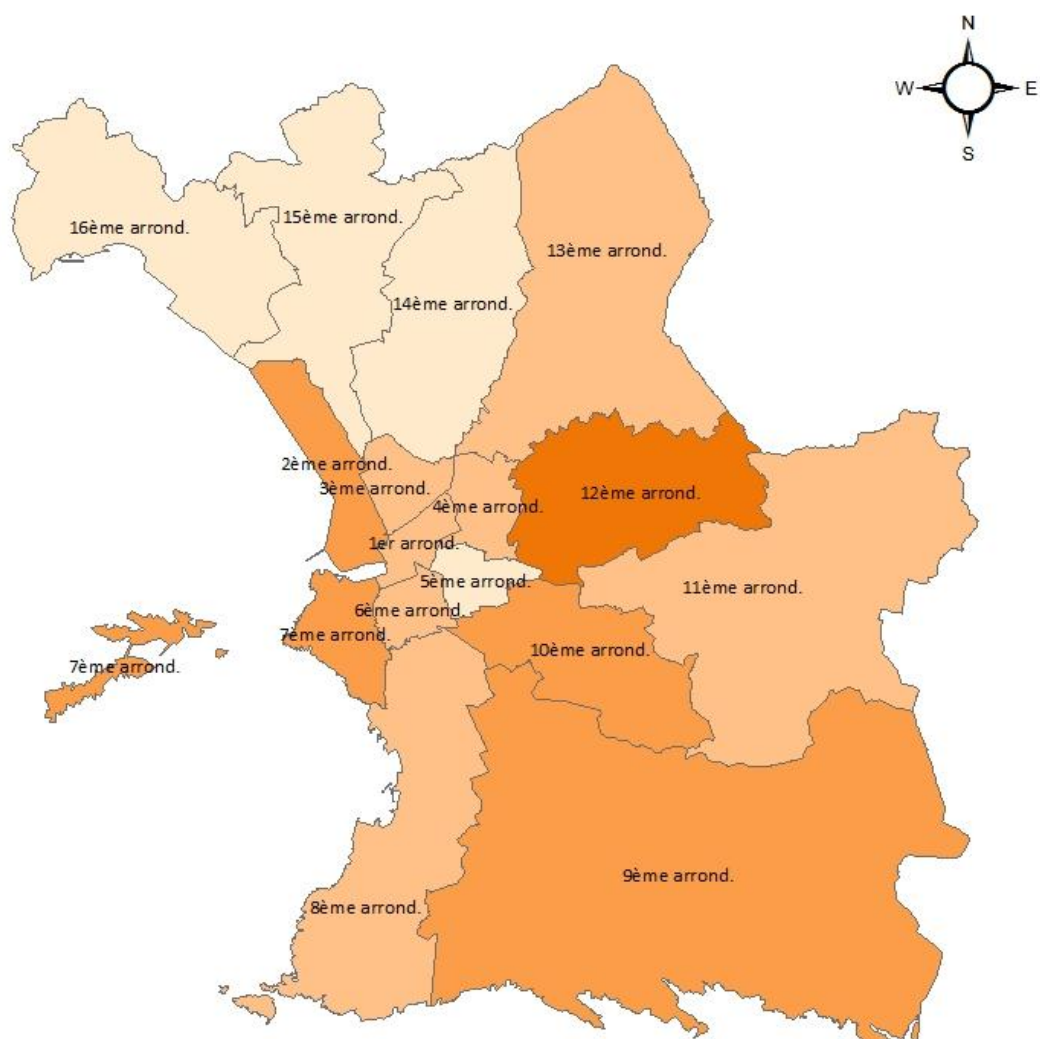 N
W
E
S
15ème arrond.
16ème arrond.
13ème arrond.
14ème arrond.
2ème arrond.
3ème arrond.
12ème arrond.
4ème arrond.
1er arrond.
5ème arrond.
11ème arrond.
6ème arrond.
7ème arrond.
10ème arrond.
7ème arrond.
9ème arrond.
8ème arrond.